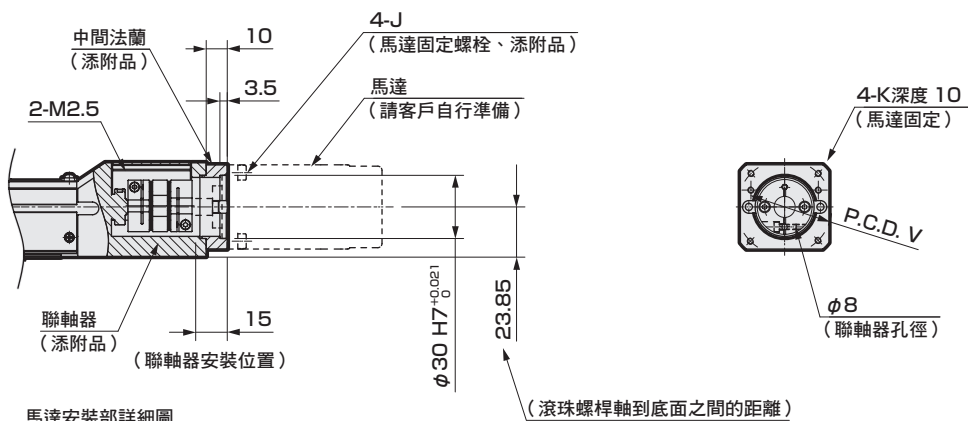 中間法蘭
（添附品）
10
4-J
（馬達固定螺栓、添附品）
3.5
馬達
（請客戶自行準備）
2-M2.5
4-K深度 10
（馬達固定）
P.C.D. V
φ8
（聯軸器孔徑）
聯軸器
（添附品）
15
（聯軸器安裝位置）
φ30 H7 +0.021 0
23.85
（滾珠螺桿軸到底面之間的距離）
馬達安裝部詳細圖